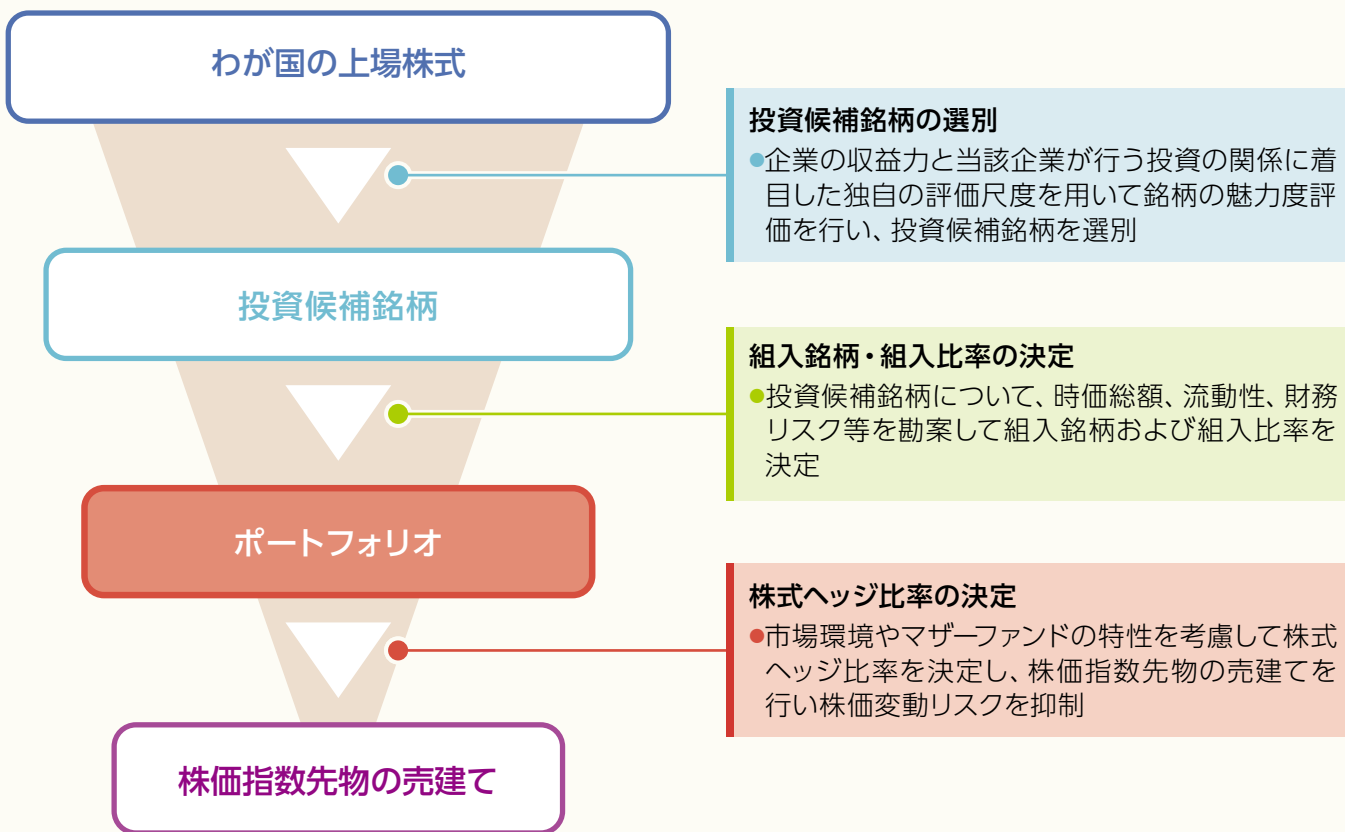 わが国の上場株式
投資候補銘柄の選別
●企業の収益力と当該企業が行う投資の関係に着
目した独自の評価尺度を用いて銘柄の魅力度評
価を行い、投資候補銘柄を選別
投資候補銘柄
組入銘柄・組入比率の決定
●投資候補銘柄について、時価総額、流動性、財務
リスク等を勘案して組入銘柄および組入比率を
決定
ポートフォリオ
株式ヘッジ比率の決定
●市場環境やマザーファンドの特性を考慮して株式
ヘッジ比率を決定し、株価指数先物の売建てを
行い株価変動リスクを抑制
株価指数先物の売建て